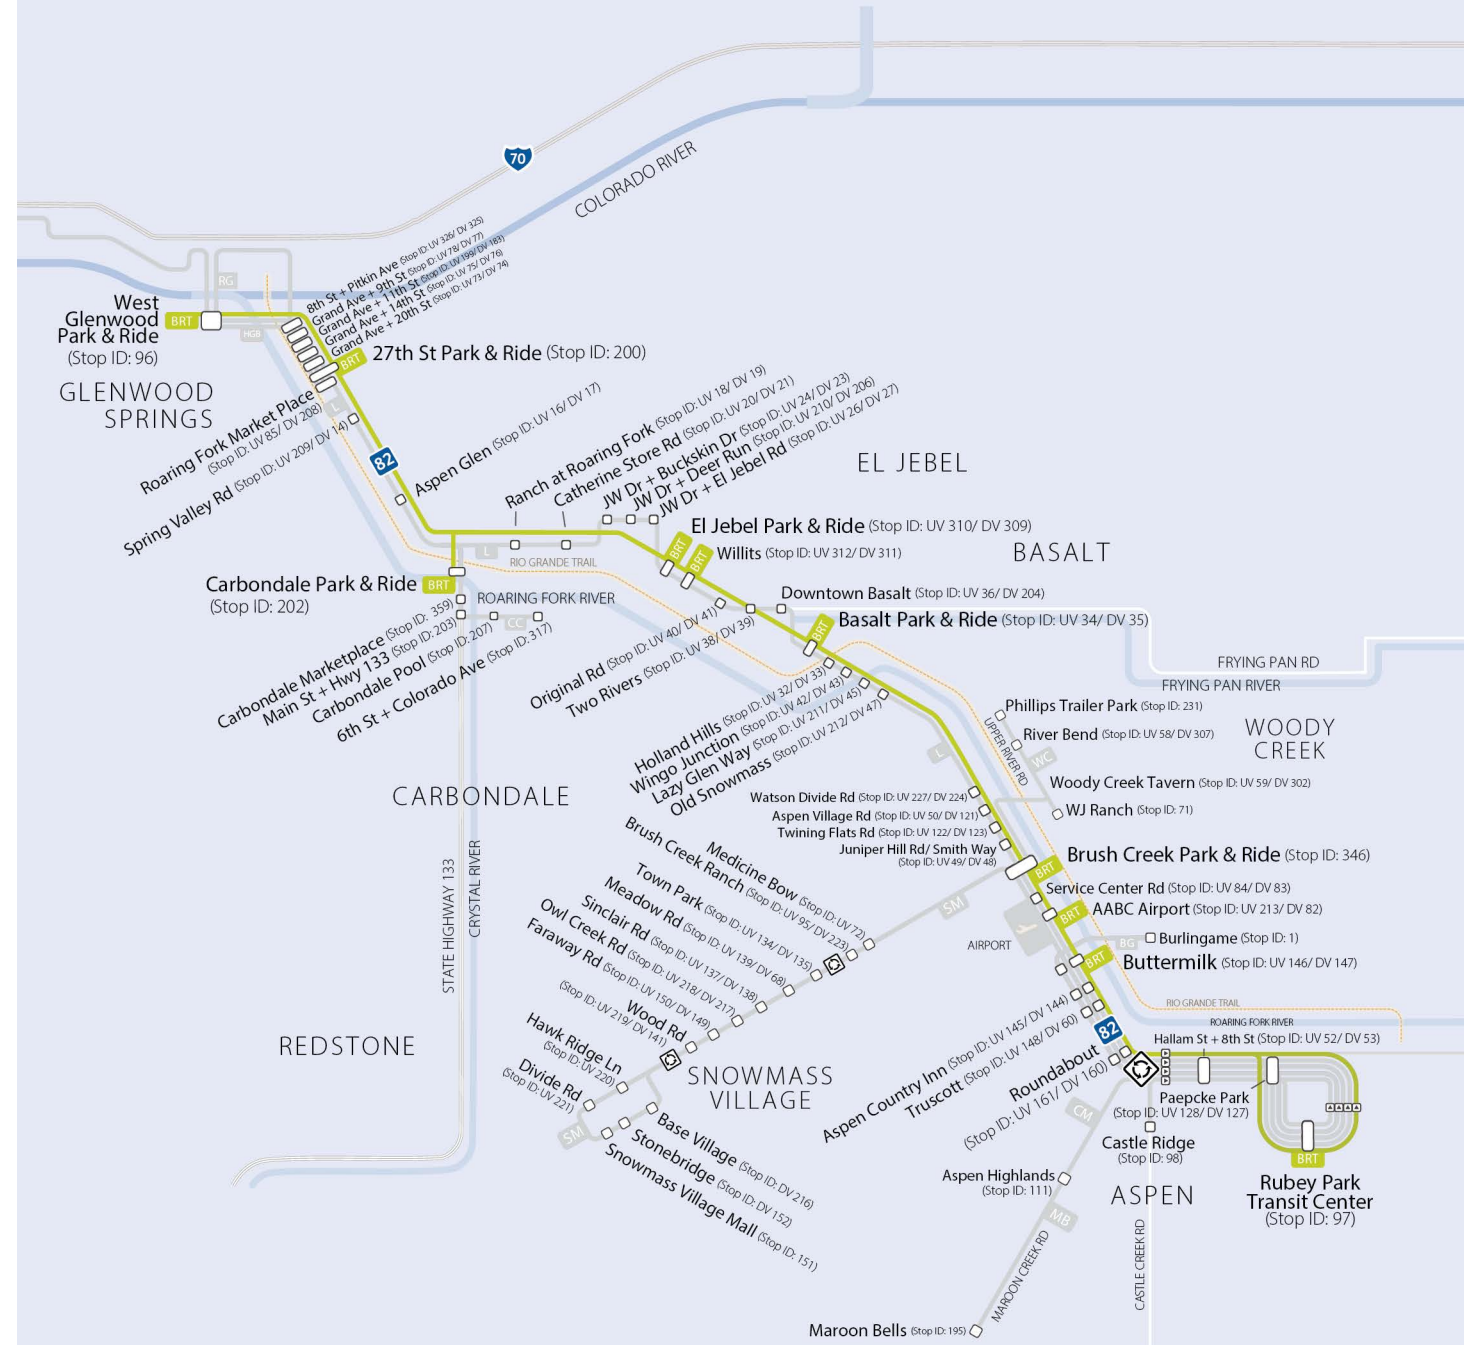 70
COLORADO RIVER
8th St + Pitkin Ave (Stop ID: UV 326/ DV 325)
Grand Ave + 9th St (Stop ID: UV 78/ DV 77)
Grand Ave + 11th St (Stop ID: UV 199/ DV 183)
Grand Ave + 14th St (Stop ID: UV 75/ DV 76)
Grand Ave + 20th St (Stop ID: UV 73/ DV 74)
RG
HGB
West
Glenwood
Park & Ride
(Stop ID: 96)
BRT
GLENWOOD
SPRINGS
BRT
27th St Park & Ride (Stop ID: 200)
Roaring Fork Market Place
(Stop ID: UV 85/ DV 208)
L
Spring Valley Rd (Stop ID: UV 209/ DV 14)
82
Aspen Glen (Stop ID: UV 16/ DV 17)
Ranch at Roaring Fork (Stop ID: UV 18/ DV 19)
Catherine Store Rd (Stop ID: UV 20/ DV 21)
JW Dr + Buckskin Dr (Stop ID: UV 24/ DV 23)
JW Dr + Deer Run (Stop ID: UV 210/ DV 206)
JW Dr + El Jebel Rd (Stop ID: UV 26/ DV 27)
EL JEBEL
El Jebel Park & Ride (Stop ID: UV 310/ DV 309)
BRT
BRT
Willits (Stop ID: UV 312/ DV 311)
BASALT
L
RIO GRANDE TRAIL
Carbondale Park & Ride
(Stop ID: 202)
BRT
ROARING FORK RIVER
CC
Carbondale Marketplace (Stop ID: 359)
Main St + Hwy 133 (Stop ID: 203)
Carbondale Pool (Stop ID: 207)
6th St + Colorado Ave (Stop ID: 317)
Downtown Basalt (Stop ID: UV 36/ DV 204)
BRT
Basalt Park & Ride (Stop ID: UV 34/ DV 35)
Original Rd (Stop ID: UV 40/ DV 41)
Two Rivers (Stop ID: UV 38/ DV 39)
FRYING PAN RD
FRYING PAN RIVER
Holland Hills (Stop ID: UV 32/ DV 33)
Wingo Junction (Stop ID: UV 42/ DV 43)
Lazy Glen Way (Stop ID: UV 211/ DV 45)
Old Snowmass (Stop ID: UV 212/ DV 47)
L
Phillips Trailer Park (Stop ID: 231)
River Bend (Stop ID: UV 58/ DV 307)
UPPER RIVER RD
WC
WOODY
CREEK
Woody Creek Tavern (Stop ID: UV 59/ DV 302)
WJ Ranch (Stop ID: 71)
CARBONDALE
Watson Divide Rd (Stop ID: UV 227/ DV 224)
Aspen Village Rd (Stop ID: UV 50/ DV 121)
Twining Flats Rd (Stop ID: UV 122/ DV 123)
Juniper Hill Rd/ Smith Way
(Stop ID: UV 49/ DV 48)
BRT
Brush Creek Park & Ride (Stop ID: 346)
Service Center Rd (Stop ID: UV 84/ DV 83)
BRT
AABC Airport (Stop ID: UV 213/ DV 82)
AIRPORT
BG
Burlingame (Stop ID: 1)
BRT
Buttermilk (Stop ID: UV 146/ DV 147)
SM
Medicine Bow (Stop ID: UV 72)
Brush Creek Ranch (Stop ID: UV 95/ DV 223)
Town Park (Stop ID: UV 134/ DV 135)
Meadow Rd (Stop ID: UV 139/ DV 68)
Sinclair Rd (Stop ID: UV 137/ DV 138)
Owl Creek Rd (Stop ID: UV 218/ DV 217)
Faraway Rd (Stop ID: UV 150/ DV 149)
Wood Rd
(Stop ID: UV 219/ DV 141)
Hawk Ridge Ln
(Stop ID: UV 220)
Divide Rd
(Stop ID: UV 221)
SM
STATE HIGHWAY 133
CRYSTAL RIVER
REDSTONE
SNOWMASS
VILLAGE
Base Village (Stop ID: DV 216)
Stonebridge (Stop ID: DV 152)
Snowmass Village Mall (Stop ID: 151)
RIO GRANDE TRAIL
ROARING FORK RIVER
82
Hallam St + 8th St (Stop ID: UV 52/ DV 53)
Aspen Country Inn (Stop ID: UV 145/ DV 144)
Truscott (Stop ID: UV 148/ DV 60)
Roundabout
(Stop ID: UV 161/ DV 160)
Paepcke Park
(Stop ID: UV 128/ DV 127)
CM
Castle Ridge
(Stop ID: 98)
BRT
Rubey Park
Transit Center
(Stop ID: 97)
Aspen Highlands
(Stop ID: 111)
ASPEN
MB
MAROON CREEK RD
CASTLE CREEK RD
Maroon Bells (Stop ID: 195)